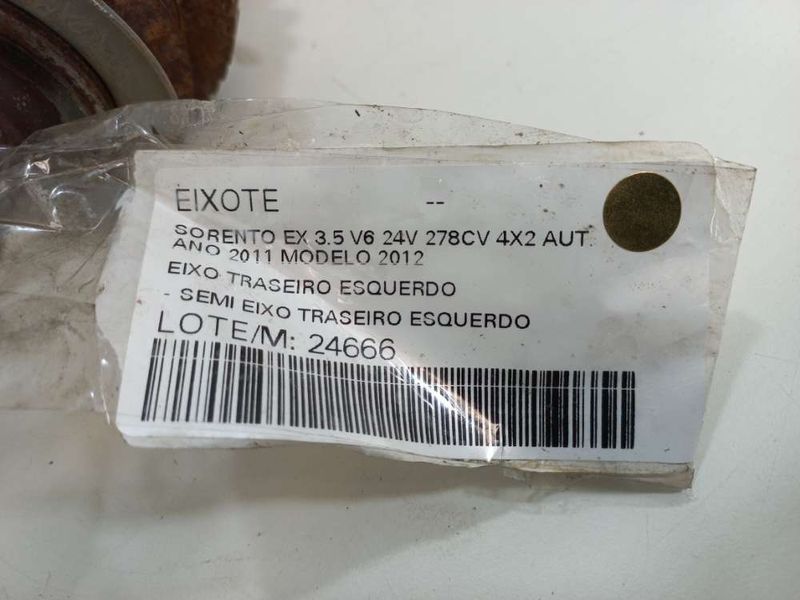 EIXOTE --
SORENTO EX 3.5 V6 24V 278CV 4X2 AUT.
ANO 2011 MODELO 2012
EIXO TRASEIRO ESQUERDO
- SEMI EIXO TRASEIRO ESQUERDO
LOTE/M: 24666